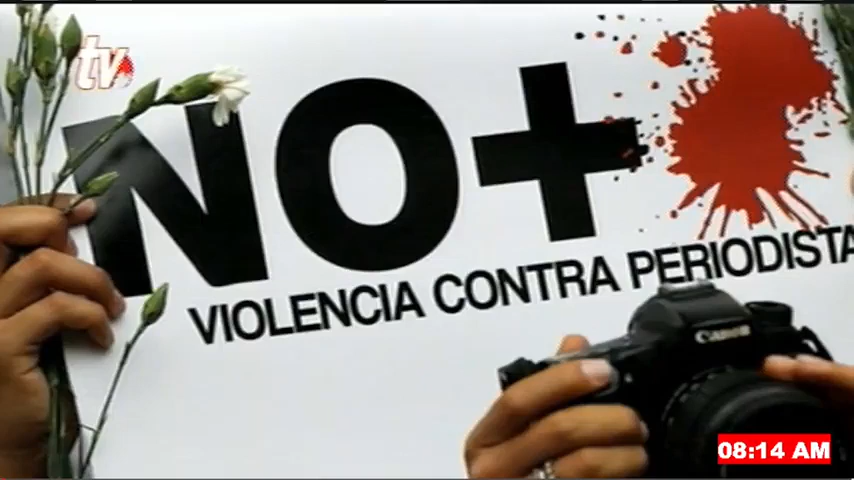 tv
NO+
VIOLENCIA CONTRA PERIODISTA
Canon
08:14 AM